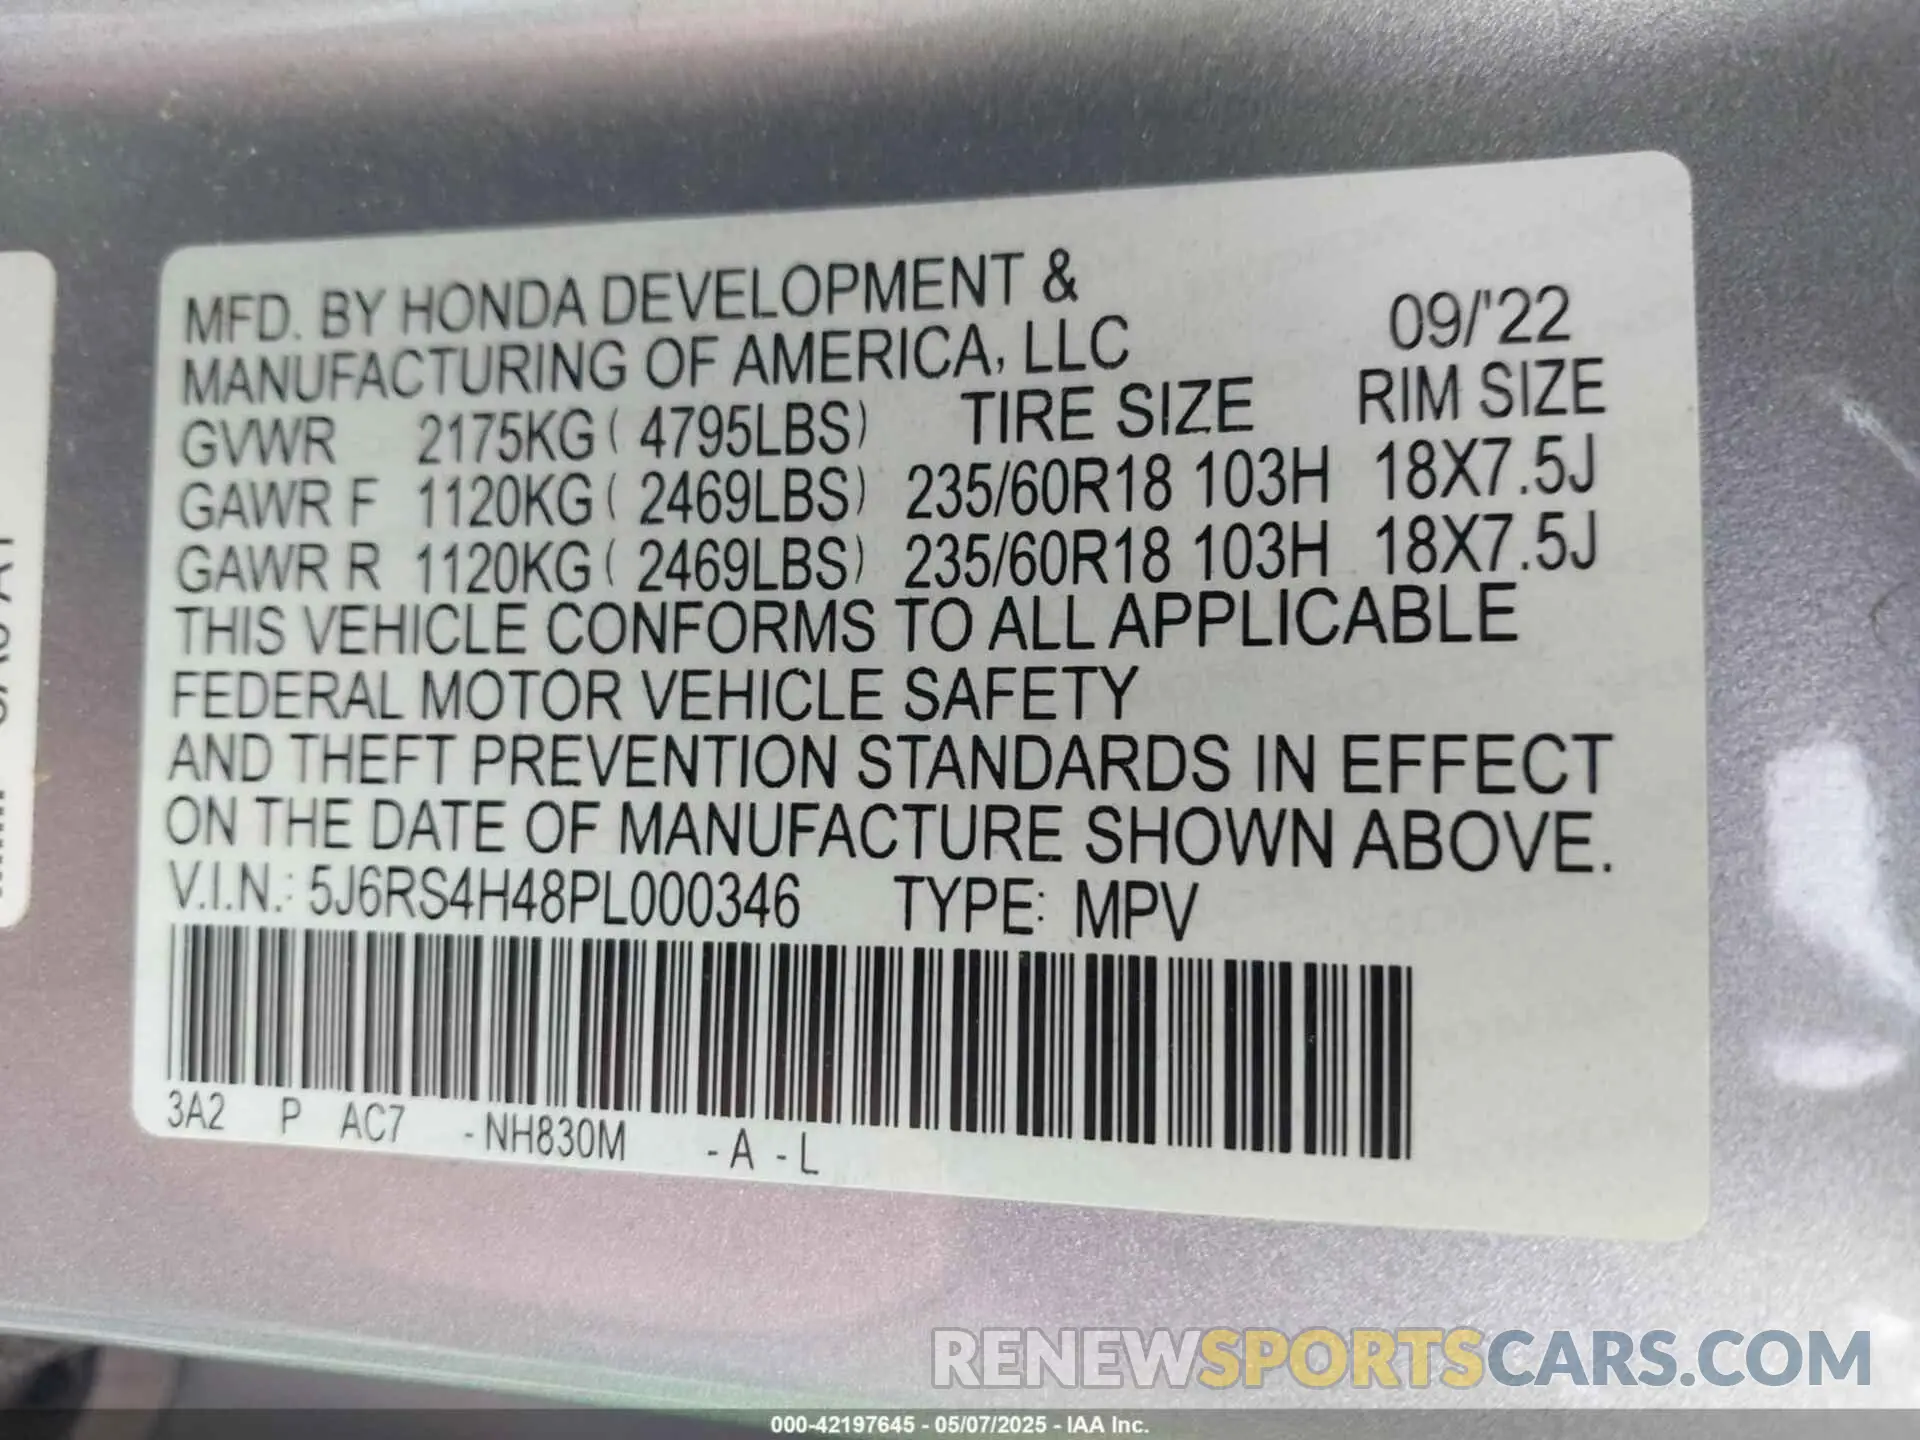 MFD. BY HONDA DEVELOPMENT &
MANUFACTURING OF AMERICA, LLC 09/'22
GVWR 2175KG ( 4795LBS) TIRE SIZE RIM SIZE
GAWR F 1120KG ( 2469LBS) 235/60R18 103H 18X7.5J
GAWR R 1120KG ( 2469LBS) 235/60R18 103H 18X7.5J
THIS VEHICLE CONFORMS TO ALL APPLICABLE
FEDERAL MOTOR VEHICLE SAFETY
AND THEFT PREVENTION STANDARDS IN EFFECT
ON THE DATE OF MANUFACTURE SHOWN ABOVE.
V.I.N.: 5J6RS4H48PL000346 TYPE: MPV
3A2 P AC7 -NH830M -A -L
RENEWSPORTSCARS.COM
000-42197645 - 05/07/2025 - IAA Inc.